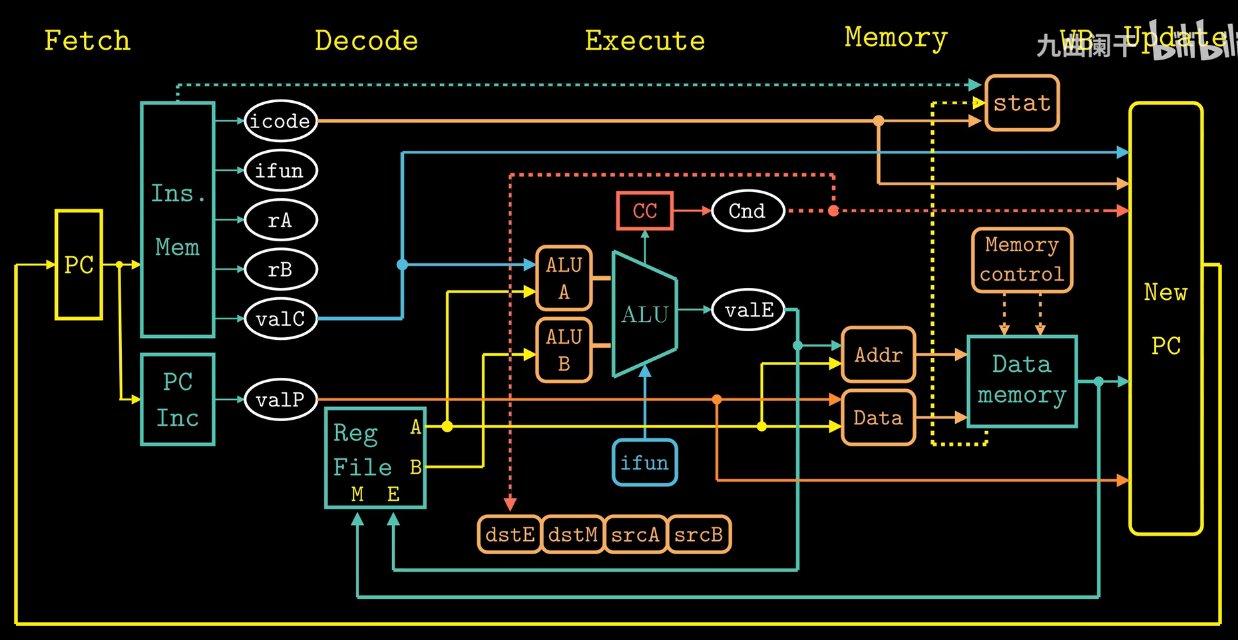 Fetch
Decode
Execute
Memory
WB
Update
九曲阑干
bilibili
stat
icode
ifun
rA
rB
valC
valP
Ins.
Mem
PC
PC
Inc
Reg
File
A
B
M E
ALU
A
ALU
B
ALU
CC
Cnd
valE
ifun
dstE
dstM
srcA
srcB
Addr
Data
Memory
control
Data
memory
New
PC